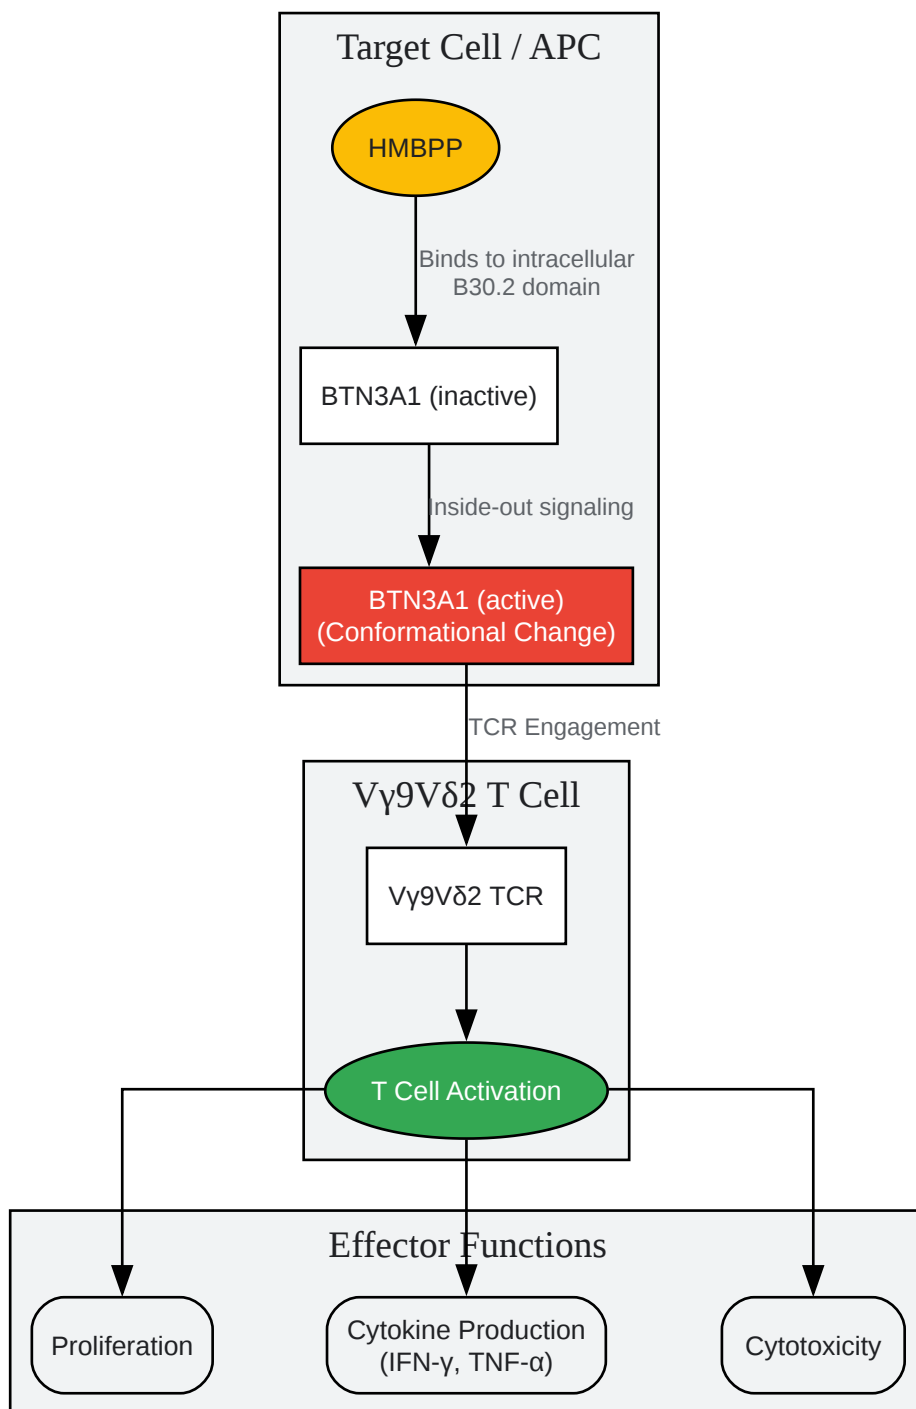 Target Cell / APC
HMBPP
Binds to intracellular
B30.2 domain
BTN3A1 (inactive)
Inside-out signaling
BTN3A1 (active)
(Conformational Change)
TCR Engagement
Vγ9Vδ2 T Cell
Vγ9Vδ2 TCR
T Cell Activation
Effector Functions
Proliferation
Cytokine Production
(IFN-γ, TNF-α)
Cytotoxicity